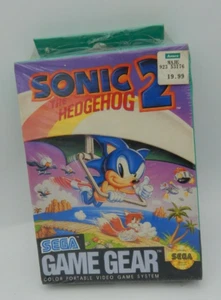 19.99
SONIC
THE
HEDGEHOG
2
SEGA
GAME GEAR
COLOR PORTABLE VIDEO GAME SYSTEM
SEGA